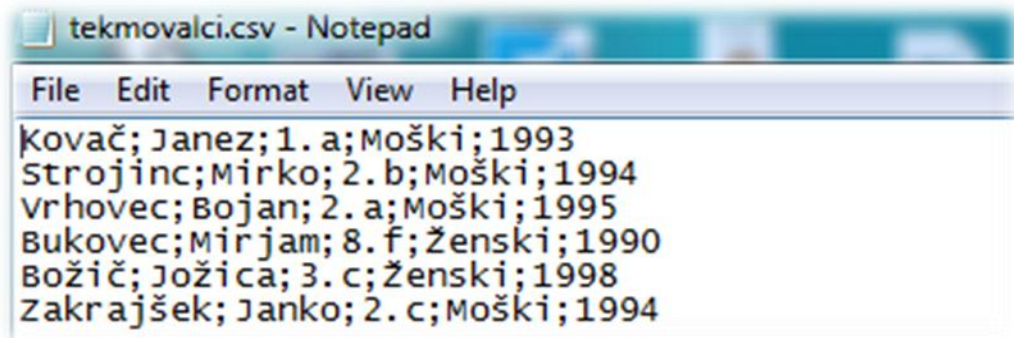 tekmovalci.csv - Notepad
File Edit Format View Help
Kovač;Janez;1.a;Moški;1993
Strojinc;Mirko;2.b;Moški;1994
Vrhovec;Bojan;2.a;Moški;1995
Bukovec;Mirjam;8.f;Ženski;1990
Božič;Jožica;3.c;Ženski;1998
Zakrajšek;Janko;2.c;Moški;1994